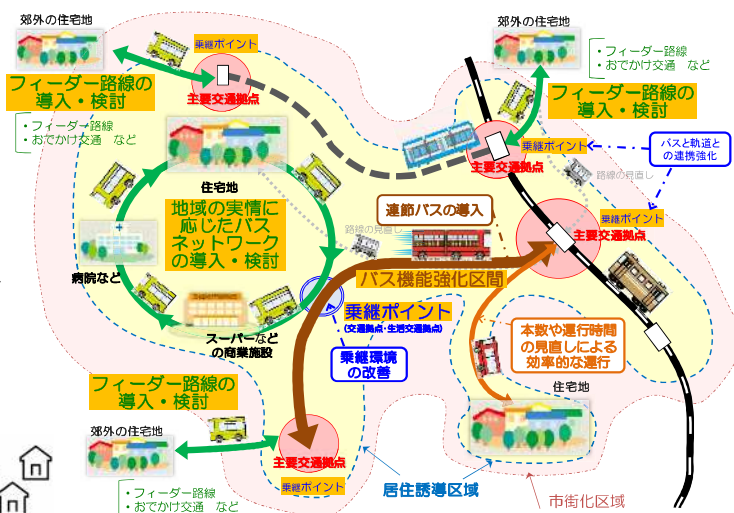 郊外の住宅地
乗継ポイント
主要交通拠点
フィーダー路線の
導入・検討
・フィーダー路線
・おでかけ交通 など
郊外の住宅地
・フィーダー路線
・おでかけ交通 など
フィーダー路線の
導入・検討
乗継ポイント
主要交通拠点
バスと軌道と
の連携強化
路線の見直し
乗継ポイント
主要交通拠点
住宅地
地域の実情に
応じたバス
ネットワーク
の導入・検討
病院など
スーパーなど
の商業施設
連節バスの導入
路線の見直し
バス機能強化区間
乗継ポイント
(交通拠点・生活交通拠点)
乗継環境
の改善
本数や運行時間
の見直しによる
効率的な運行
住宅地
フィーダー路線の
導入・検討
郊外の住宅地
・フィーダー路線
・おでかけ交通 など
主要交通拠点
乗継ポイント
居住誘導区域
市街化区域